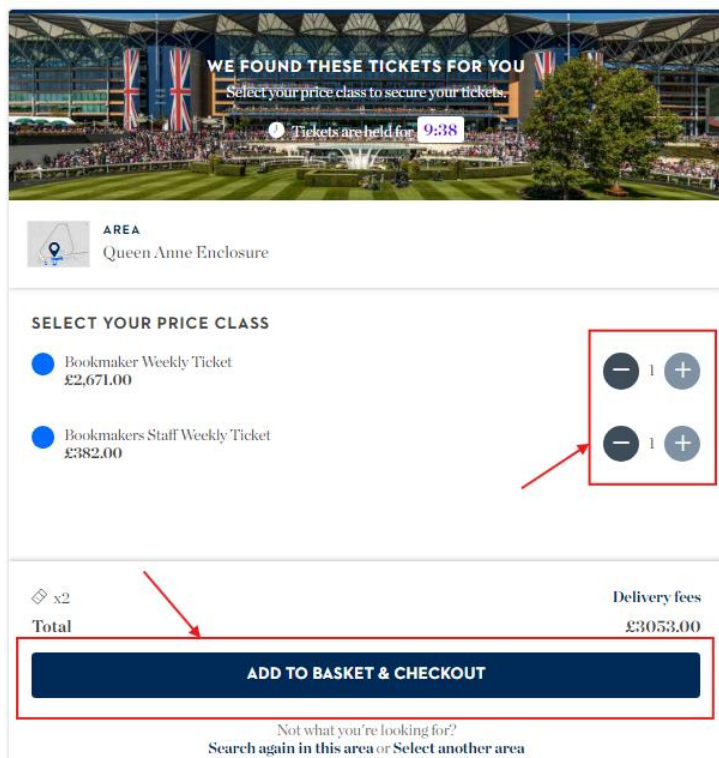 WE FOUND THESE TICKETS FOR YOU
Select your price class to secure your tickets.
Tickets are held for 9:38
AREA
Queen Anne Enclosure
SELECT YOUR PRICE CLASS
Bookmaker Weekly Ticket
£2,671.00
1
Bookmakers Staff Weekly Ticket
£382.00
1
x2
Delivery fees
Total
£3053.00
ADD TO BASKET & CHECKOUT
Not what you're looking for?
Search again in this area or Select another area